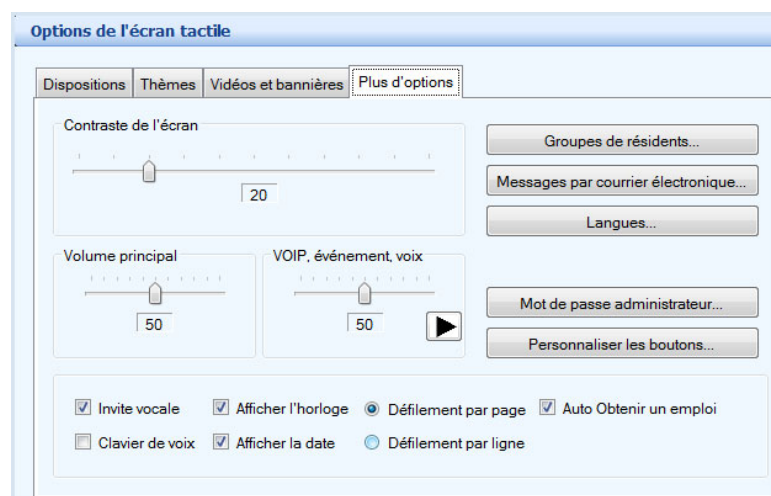 Options de l'écran tactile
Dispositions Thèmes Vidéos et bannières Plus d'options
Contraste de l'écran
20
Groupes de résidents...
Messages par courrier électronique...
Langues...
Volume principal
50
VOIP, événement, voix
50
Mot de passe administrateur...
Personnaliser les boutons...
Invite vocale Afficher l'horloge Défilement par page Auto Obtenir un emploi
Clavier de voix Afficher la date Défilement par ligne